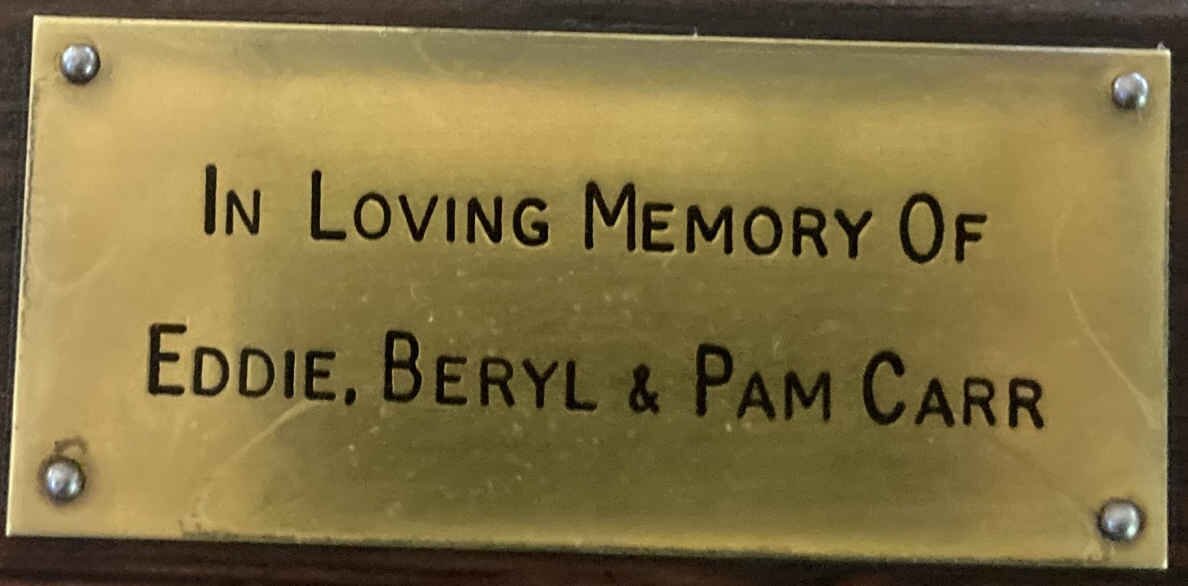 In Loving Memory Of
Eddie, Beryl & Pam Carr